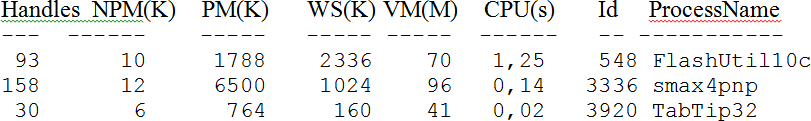 Handles NPM(K) PM(K) WS(K) VM(M) CPU(s) Id ProcessName
------- ------ ----- ----- ----- ------ -- -----------
93 10 1788 2336 70 1,25 548 FlashUtil10c
158 12 6500 1024 96 0,14 3336 smax4pnp
30 6 764 160 41 0,02 3920 TabTip32